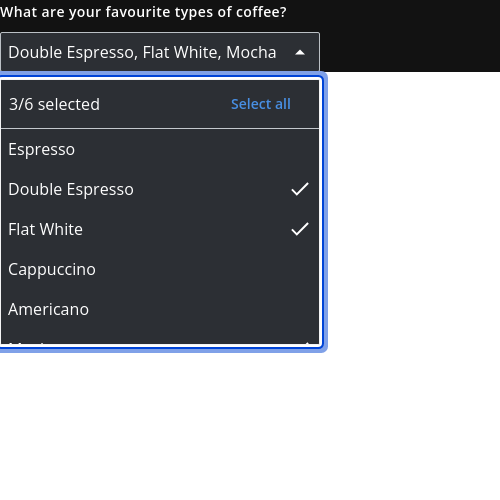 What are your favourite types of coffee?
Double Espresso, Flat White, Mocha
3/6 selected
Select all
Espresso
Double Espresso
Flat White
Cappuccino
Americano